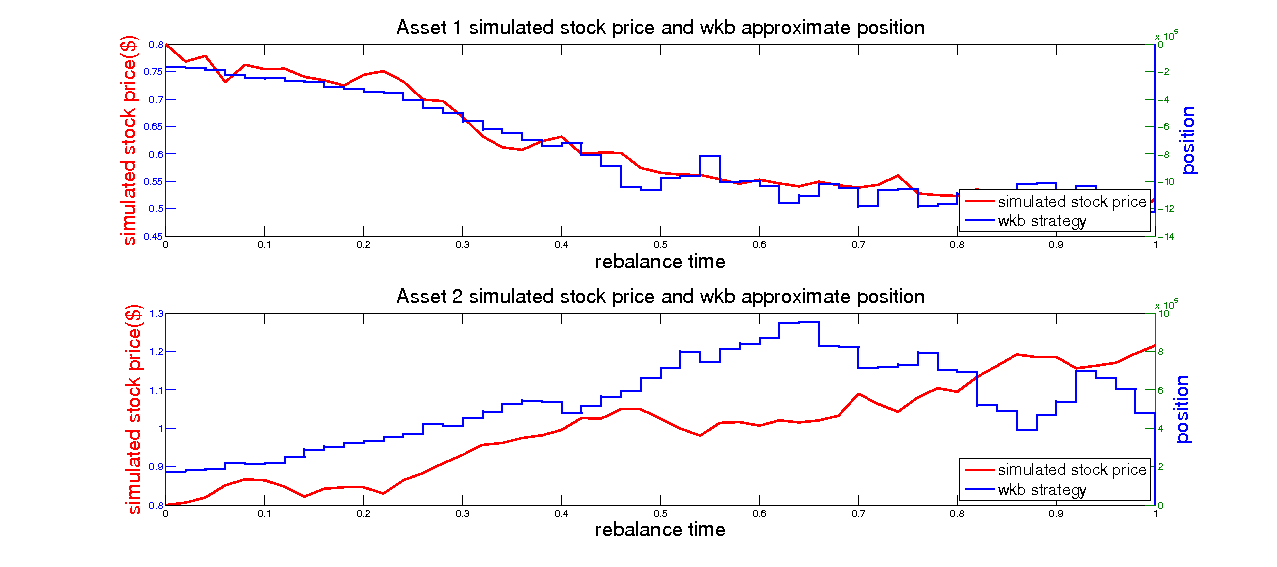 Asset 1 simulated stock price and wkb approximate position
x 10^5
simulated stock price($)
0.8
0.75
0.7
0.65
0.6
0.55
0.5
0.45
0
-2
-4
-6
-8
-10
-12
-14
position
simulated stock price
wkb strategy
0 0.1 0.2 0.3 0.4 0.5 0.6 0.7 0.8 0.9 1
rebalance time
Asset 2 simulated stock price and wkb approximate position
x 10^5
simulated stock price($)
1.3
1.2
1.1
1
0.9
0.8
10
8
6
4
2
0
position
simulated stock price
wkb strategy
0 0.1 0.2 0.3 0.4 0.5 0.6 0.7 0.8 0.9 1
rebalance time